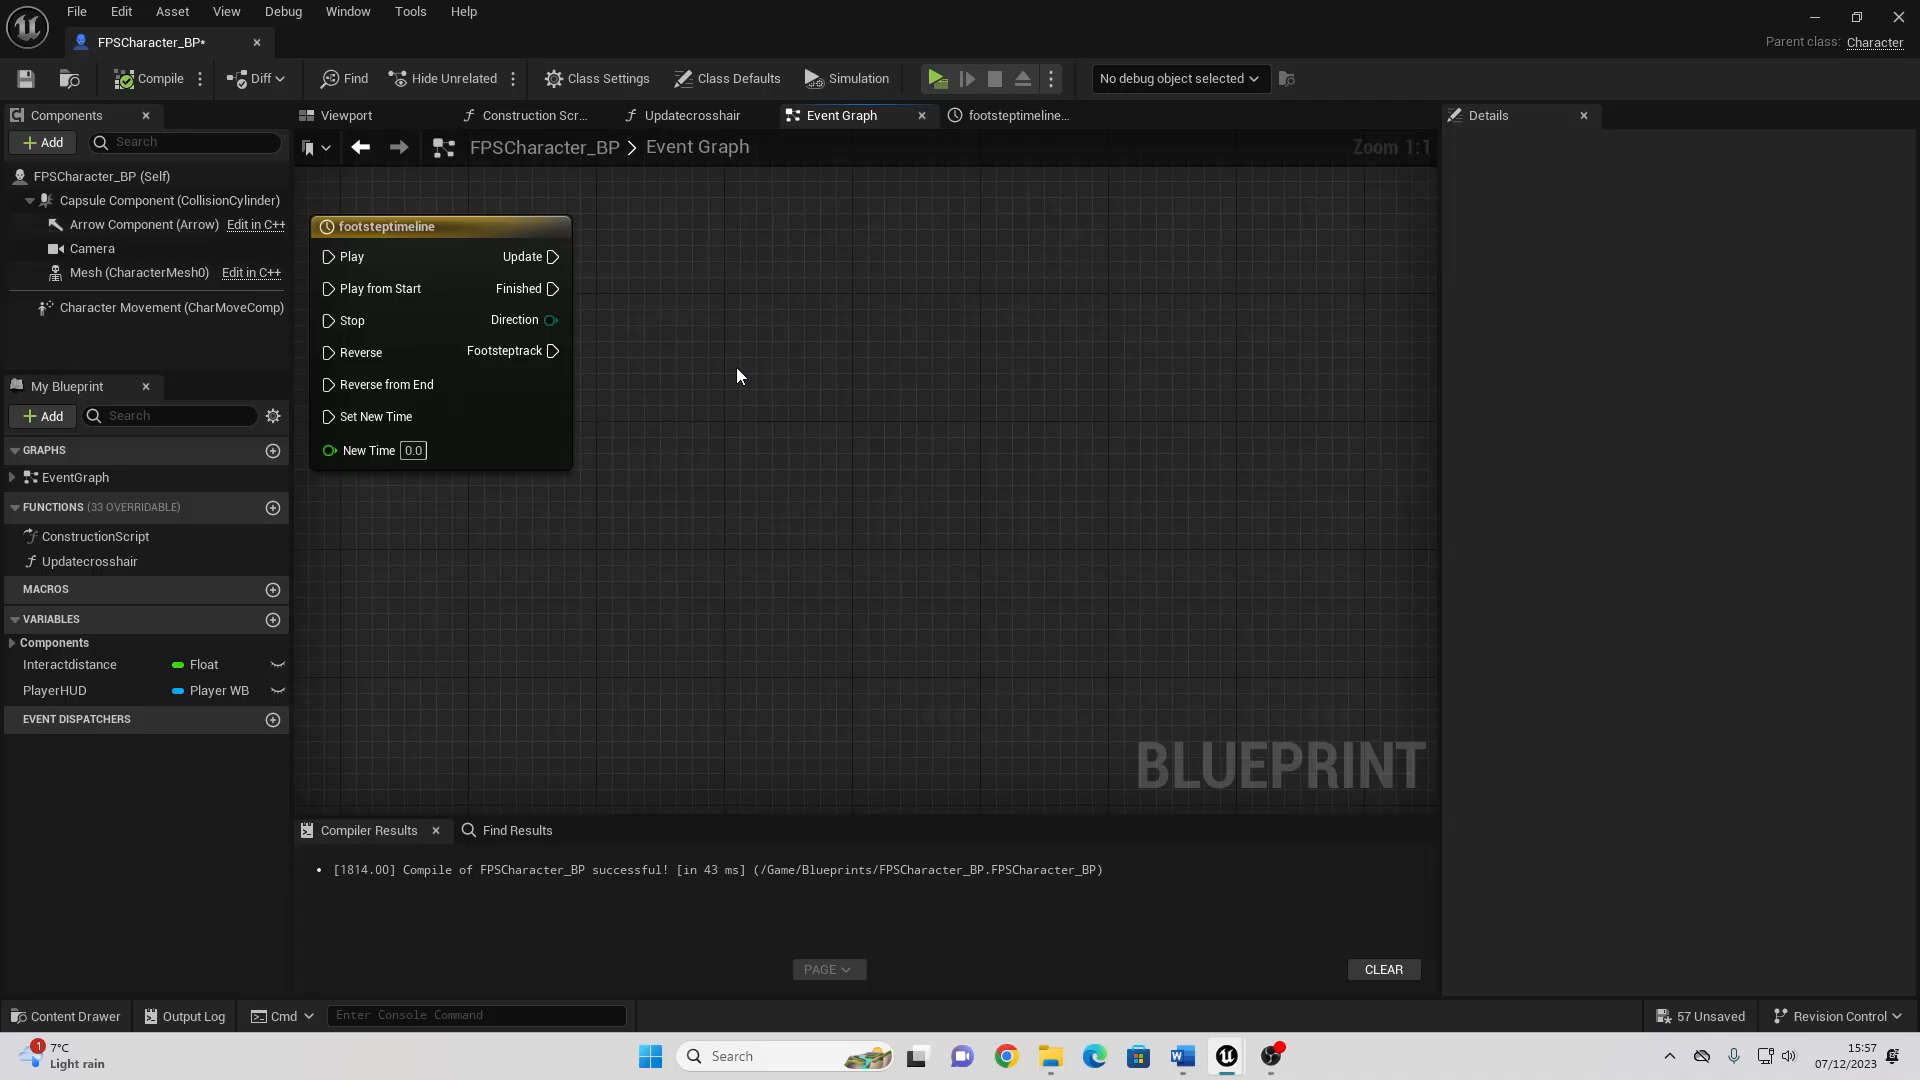 File Edit Asset View Debug Window Tools Help
FPSCharacter_BP*
Parent class: Character
Compile Diff Find Hide Unrelated Class Settings Class Defaults Simulation No debug object selected
Components Viewport Construction Scr... Updatecrosshair Event Graph footsteptimeline... Details
Add Search
FPSCharacter_BP > Event Graph Zoom 1:1
FPSCharacter_BP (Self)
Capsule Component (CollisionCylinder)
Arrow Component (Arrow) Edit in C++
Camera
Mesh (CharacterMesh0) Edit in C++
Character Movement (CharMoveComp)
footsteptimeline
Play Update
Play from Start Finished
Stop Direction
Reverse Footsteptrack
Reverse from End
Set New Time
New Time 0.0
My Blueprint
Add Search
GRAPHS
EventGraph
FUNCTIONS (33 OVERRIDABLE)
ConstructionScript
Updatecrosshair
MACROS
VARIABLES
Components
Interactdistance Float
PlayerHUD Player WB
EVENT DISPATCHERS
BLUEPRINT
Compiler Results Find Results
• [1814.00] Compile of FPSCharacter_BP successful! [in 43 ms] (/Game/Blueprints/FPSCharacter_BP.FPSCharacter_BP)
PAGE CLEAR
Content Drawer Output Log Cmd Enter Console Command 57 Unsaved Revision Control
1 7°C
Light rain
Search
15:57
07/12/2023